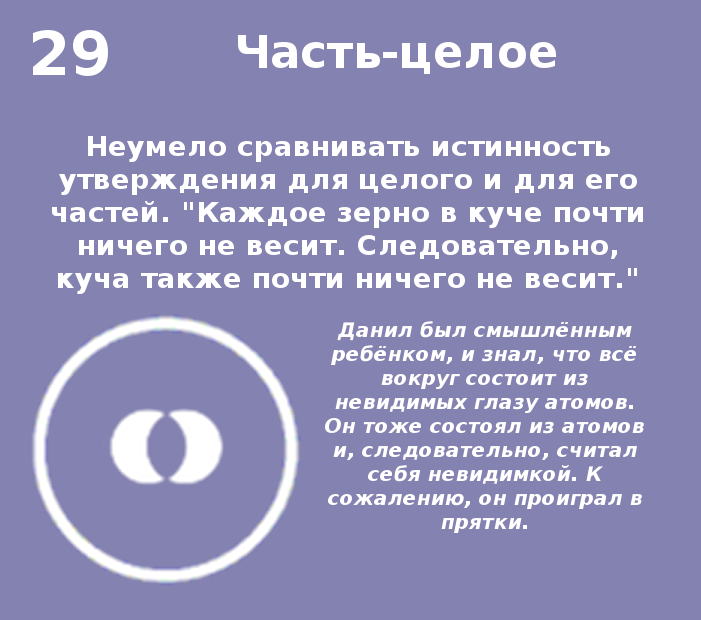 29
Часть-целое
Неумело сравнивать истинность
утверждения для целого и для его
частей. "Каждое зерно в куче почти
ничего не весит. Следовательно,
куча также почти ничего не весит."
Данил был смышлёным
ребёнком, и знал, что всё
вокруг состоит из
невидимых глазу атомов.
Он тоже состоял из атомов
и, следовательно, считал
себя невидимкой. К
сожалению, он проиграл в
прятки.